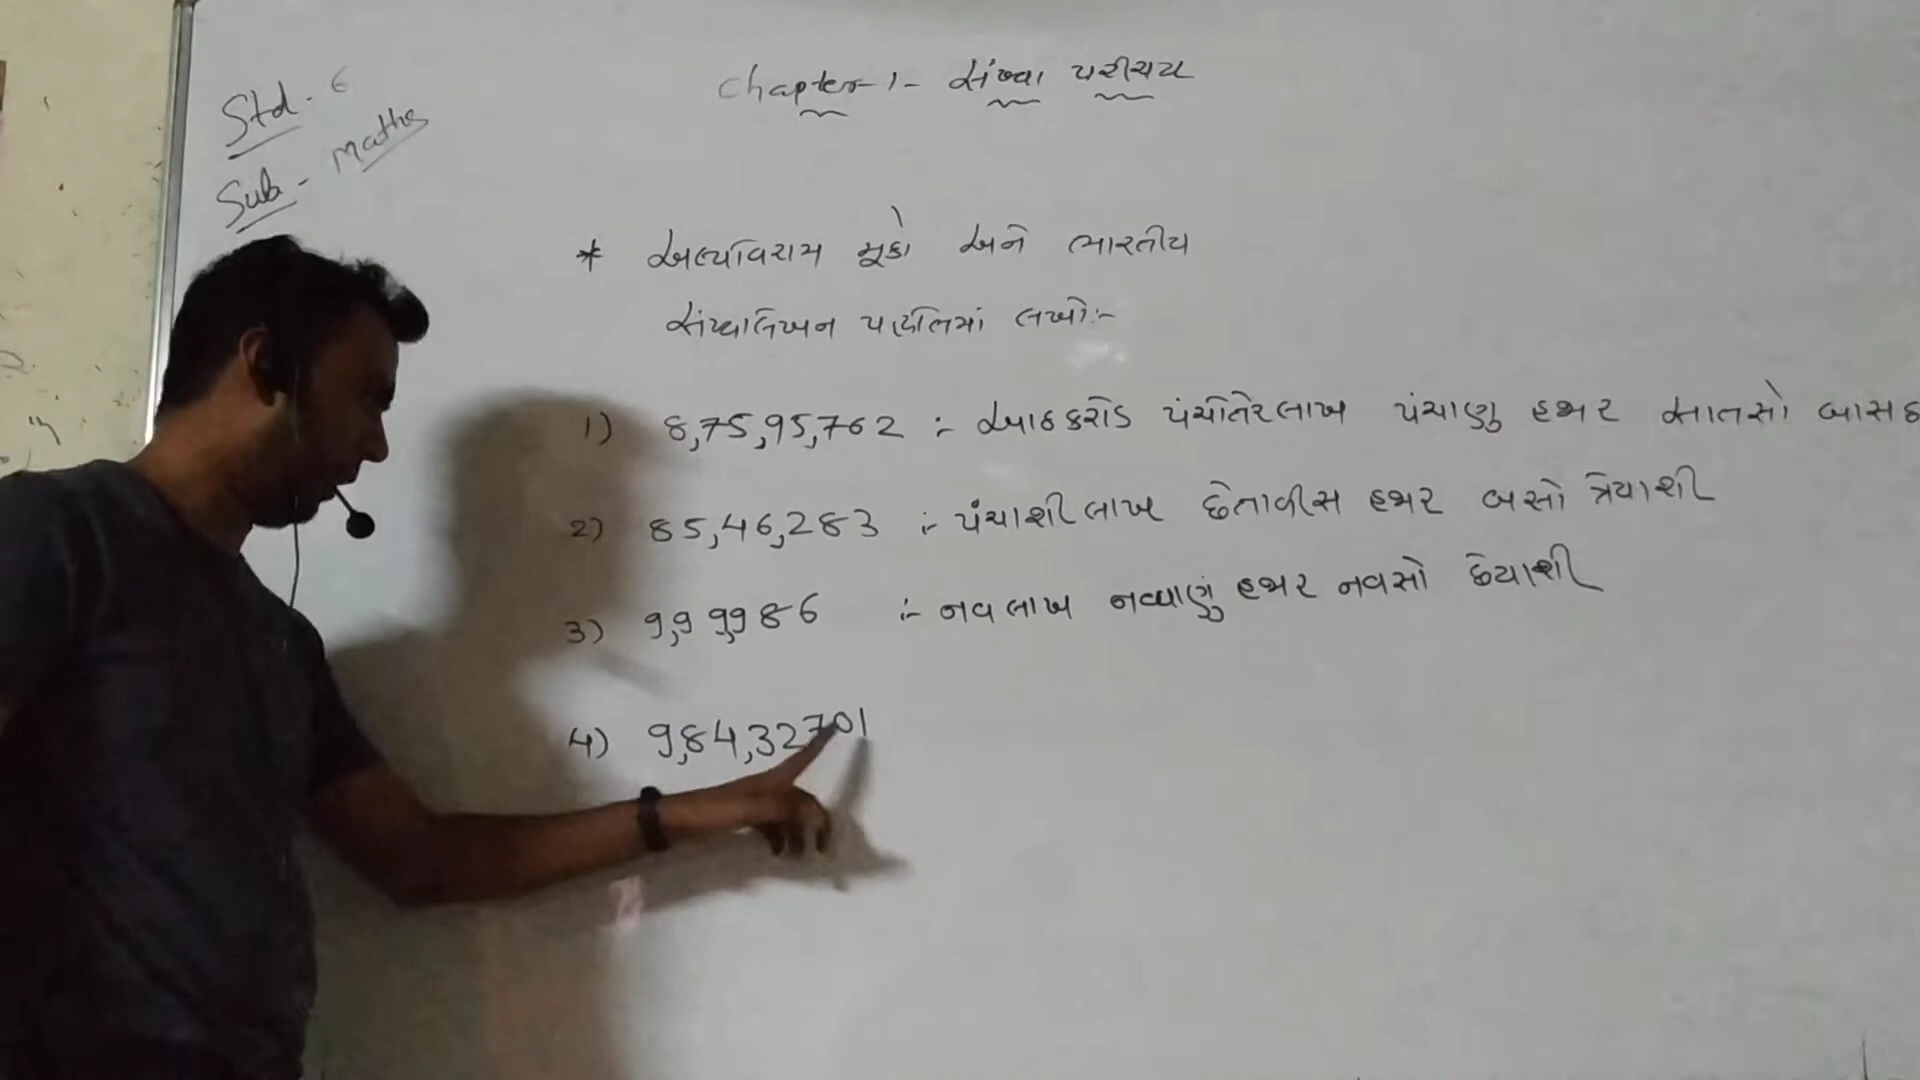 Std. 6
Sub - Maths
Chapter-1- સંખ્યા પરીચય
* અલ્પવિરામ મૂકો અને ભારતીય
સંખ્યાલેખન પદ્ધતિમાં લખો:-
1) 8,75,95,762 :- આઠ કરોડ પંચોતેર લાખ પંચાણુ હજાર સાતસો બાસઠ
2) 85,46,283 :- પંચાશી લાખ છેતાલીસ હજાર બસો ત્રેયાશી
3) 9,99,986 :- નવ લાખ નવ્વાણું હજાર નવસો છેયાશી
4) 9,84,32701